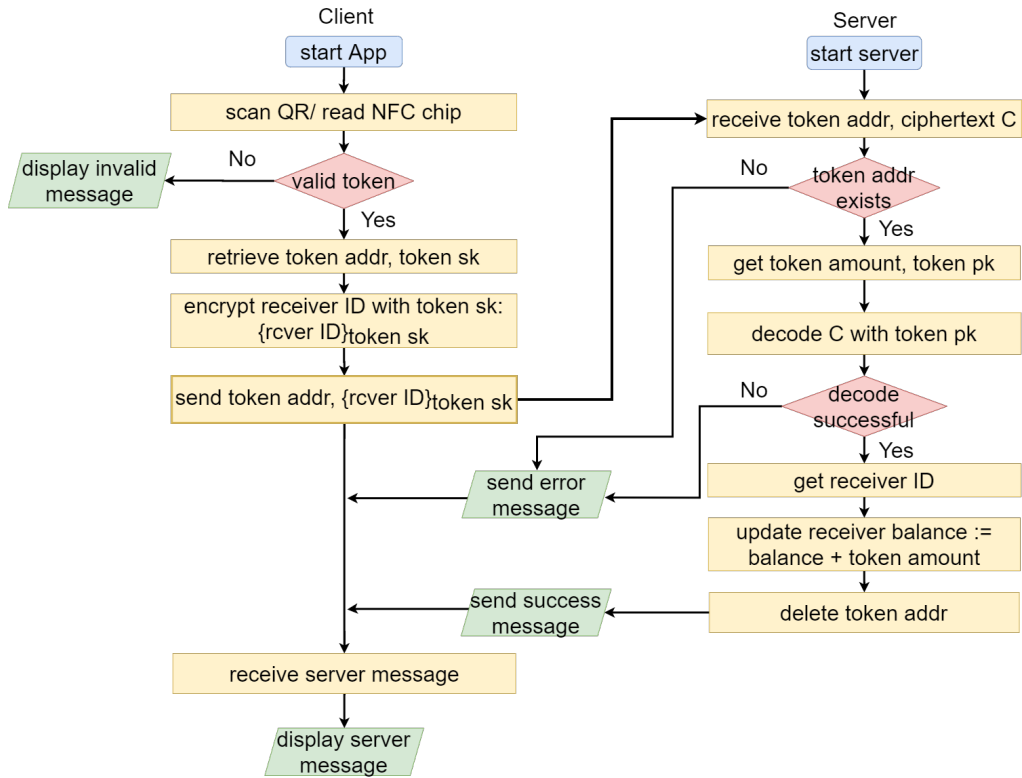 Client
start App
scan QR/ read NFC chip
No
valid token
display invalid
message
Yes
retrieve token addr, token sk
encrypt receiver ID with token sk:
{rcver ID}token sk
send token addr, {rcver ID}token sk
receive server message
display server
message
Server
start server
receive token addr, ciphertext C
No
token addr
exists
Yes
get token amount, token pk
decode C with token pk
No
decode
successful
Yes
send error
message
get receiver ID
update receiver balance :=
balance + token amount
delete token addr
send success
message